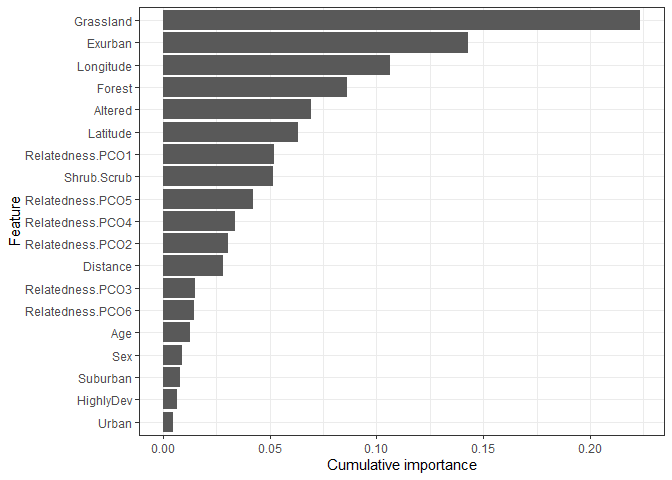 Grassland
Exurban
Longitude
Forest
Altered
Latitude
Relatedness.PCO1
Shrub.Scrub
Relatedness.PCO5
Relatedness.PCO4
Relatedness.PCO2
Distance
Relatedness.PCO3
Relatedness.PCO6
Age
Sex
Suburban
HighlyDev
Urban
Feature
0.00 0.05 0.10 0.15 0.20
Cumulative importance